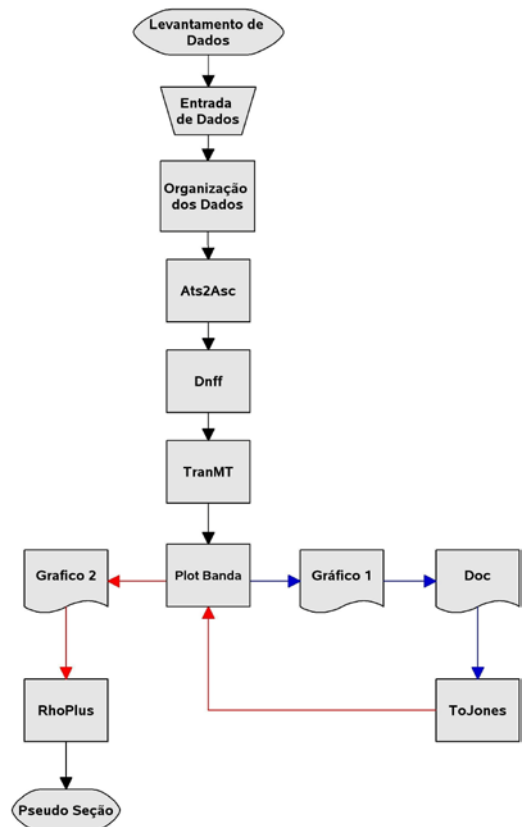 Levantamento de
Dados
Entrada
de Dados
Organização
dos Dados
Ats2Asc
Dnff
TranMT
Grafico 2
Plot Banda
Gráfico 1
Doc
RhoPlus
ToJones
Pseudo Seção